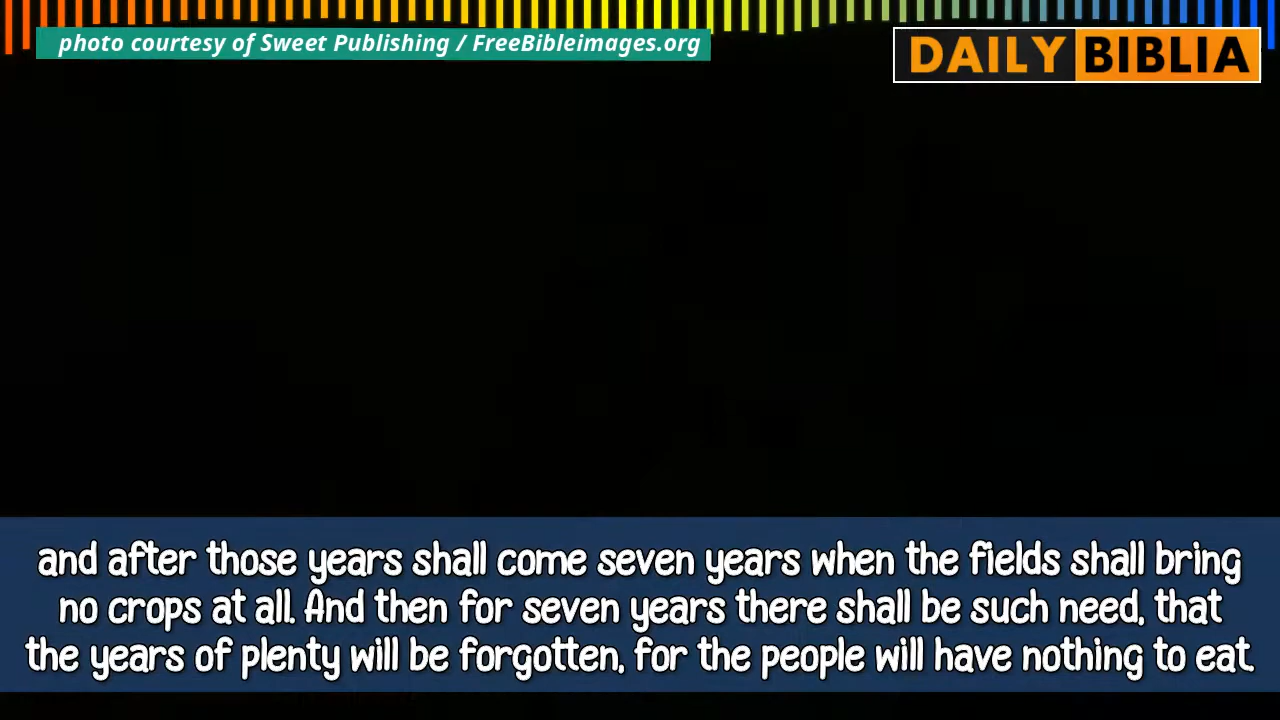 photo courtesy of Sweet Publishing / FreeBibleimages.org
DAILY BIBLIA
and after those years shall come seven years when the fields shall bring
no crops at all. And then for seven years there shall be such need, that
the years of plenty will be forgotten, for the people will have nothing to eat.